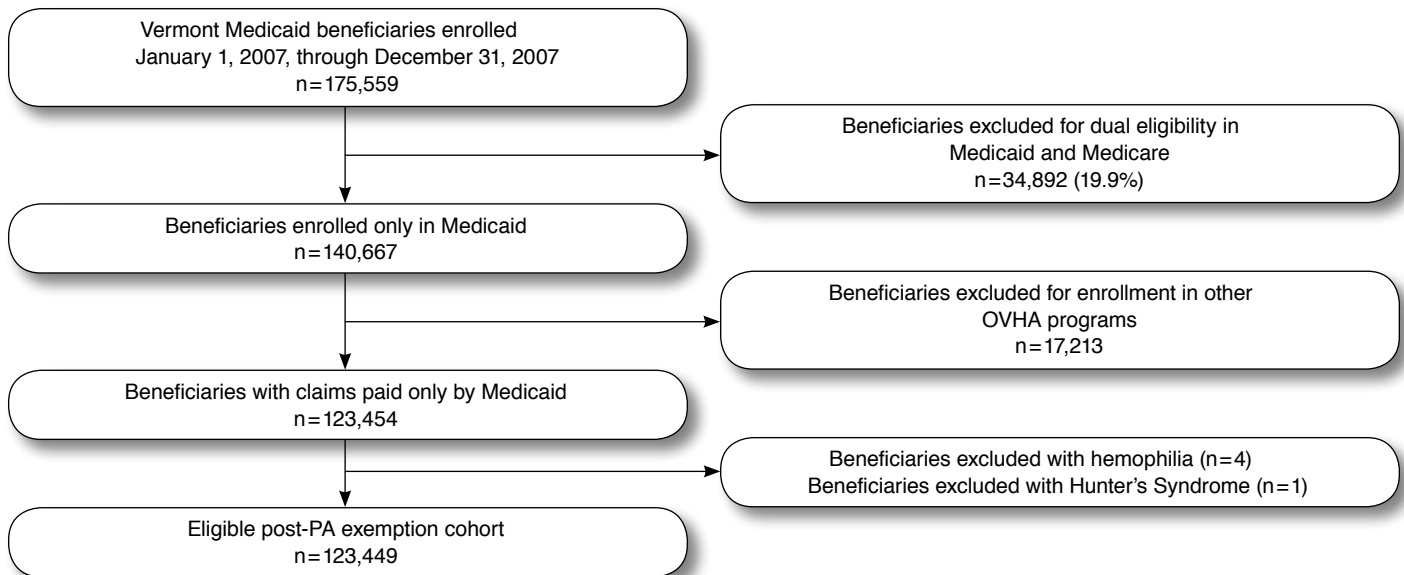 Vermont Medicaid beneficiaries enrolled
January 1, 2007, through December 31, 2007
n=175,559
Beneficiaries excluded for dual eligibility in
Medicaid and Medicare
n=34,892 (19.9%)
Beneficiaries enrolled only in Medicaid
n=140,667
Beneficiaries excluded for enrollment in other
OVHA programs
n=17,213
Beneficiaries with claims paid only by Medicaid
n=123,454
Beneficiaries excluded with hemophilia (n=4)
Beneficiaries excluded with Hunter’s Syndrome (n=1)
Eligible post-PA exemption cohort
n=123,449